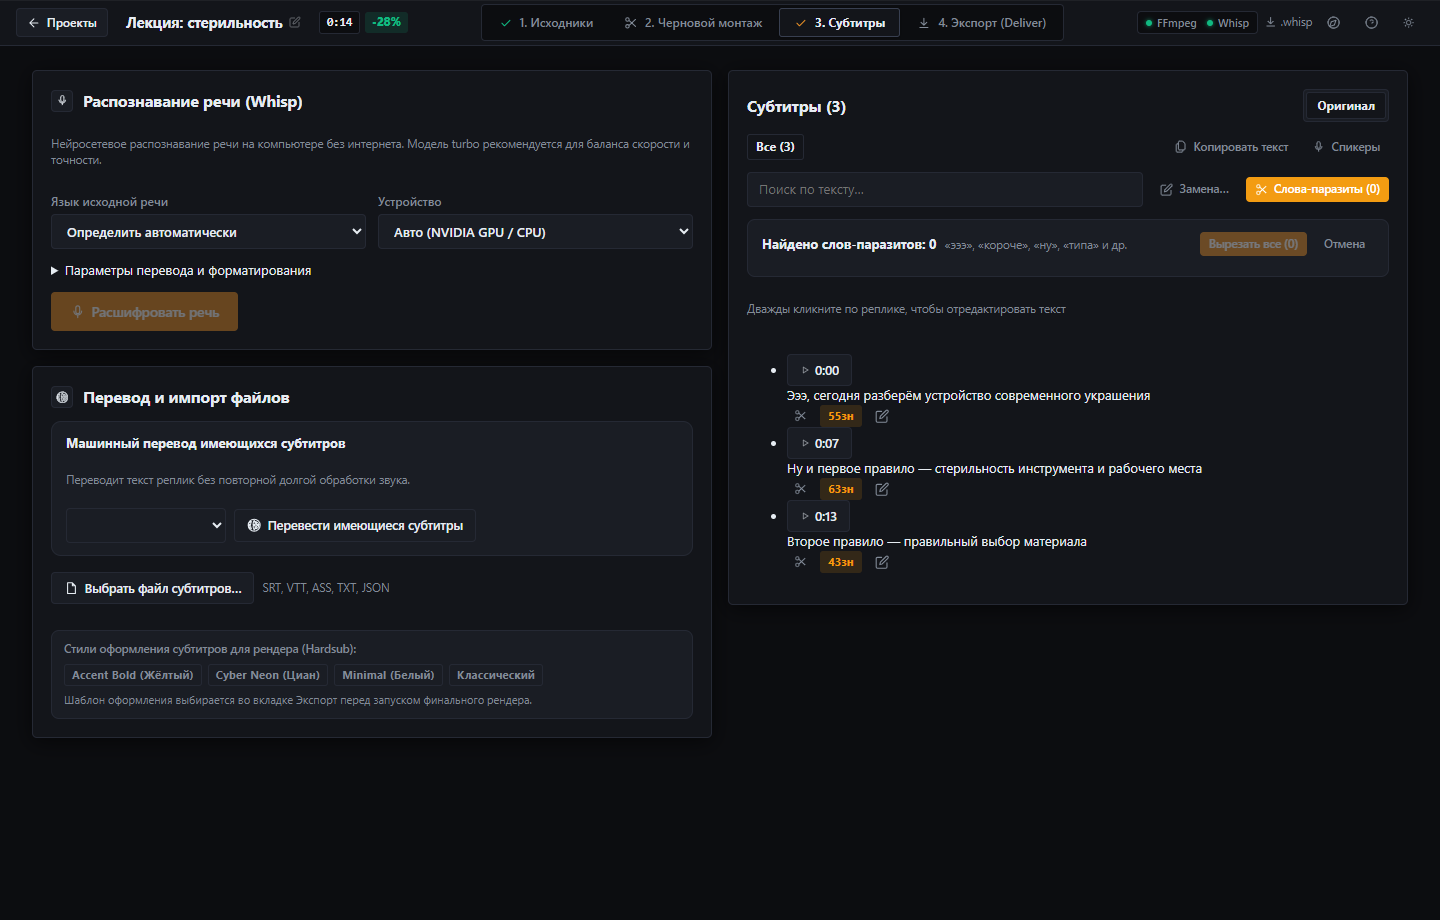 Проекты
Лекция: стерильность
0:14
-28%
1. Исходники
2. Черновой монтаж
3. Субтитры
4. Экспорт (Deliver)
FFmpeg
Whisp
.whisp
Распознавание речи (Whisp)
Нейросетевое распознавание речи на компьютере без интернета. Модель turbo рекомендуется для баланса скорости и
точности.
Язык исходной речи
Устройство
Определить автоматически
Авто (NVIDIA GPU / CPU)
Параметры перевода и форматирования
Расшифровать речь
Перевод и импорт файлов
Машинный перевод имеющихся субтитров
Переводит текст реплик без повторной долгой обработки звука.
Перевести имеющиеся субтитры
Выбрать файл субтитров...
SRT, VTT, ASS, TXT, JSON
Стили оформления субтитров для рендера (Hardsub):
Accent Bold (Жёлтый)
Cyber Neon (Циан)
Minimal (Белый)
Классический
Шаблон оформления выбирается во вкладке Экспорт перед запуском финального рендера.
Субтитры (3)
Оригинал
Все (3)
Копировать текст
Спикеры
Поиск по тексту...
Замена...
Слова-паразиты (0)
Найдено слов-паразитов: 0
«эээ», «короче», «ну», «типа» и др.
Вырезать все (0)
Отмена
Дважды кликните по реплике, чтобы отредактировать текст
0:00
Эээ, сегодня разберём устройство современного украшения
55зн
0:07
Ну и первое правило — стерильность инструмента и рабочего места
63зн
0:13
Второе правило — правильный выбор материала
43зн